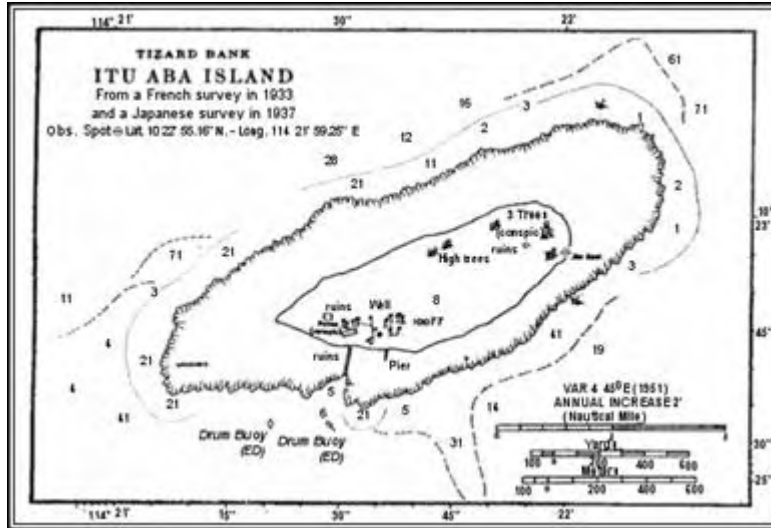 114° 21' 30" 22'
TIZARD BANK
ITU ABA ISLAND
From a French survey in 1933
and a Japanese survey in 1937
Obs. Spot Lat. 10 22' 55.16" N. - Long. 114 21' 59.25" E
61
16
71
3
2
12
11
28
21
2
3 Trees
(conspic)
ruins
High trees
10°
23'
1
3
21
71
11
3
8
ruins
Well
41
45"
4
19
ruins
Pier
21
4
21
41
5
6
21
5
14
31
Drum Buoy
(ED)
Drum Buoy
(ED)
VAR 4 45° E (1951)
ANNUAL INCREASE 2'
(Nautical Mile)
Yards
100 0 200 400 600
Meters
100 0 200 400 600
30"
25"
114° 21' 15" 30" 45" 22'